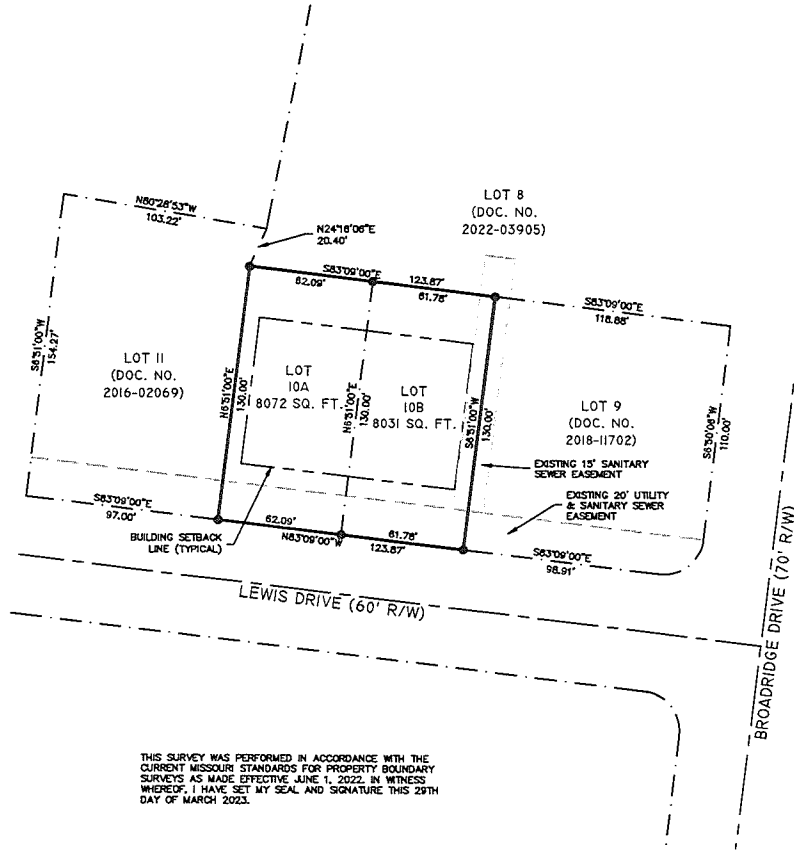 LOT 8
(DOC. NO.
2022-03905)
N80°28'53"W
103.22'
N24°18'06"E
20.40'
S83°09'00"E
123.87'
62.09'
61.78'
S83°09'00"E
118.88'
S6°51'00"W
154.27'
LOT 11
(DOC. NO.
2016-02069)
N6°51'00"E
130.00'
LOT
10A
8072 SQ. FT.
N6°51'00"E
130.00'
LOT
10B
8031 SQ. FT.
S6°51'00"W
130.00'
LOT 9
(DOC. NO.
2018-11702)
S6°50'06"W
110.00'
EXISTING 15' SANITARY
SEWER EASEMENT
EXISTING 20' UTILITY
& SANITARY SEWER
EASEMENT
S83°09'00"E
97.00'
BUILDING SETBACK
LINE (TYPICAL)
62.09'
61.78'
N83°09'00"W
123.87'
S83°09'00"E
98.91'
LEWIS DRIVE (60' R/W)
BROADRIDGE DRIVE (70' R/W)
THIS SURVEY WAS PERFORMED IN ACCORDANCE WITH THE
CURRENT MISSOURI STANDARDS FOR PROPERTY BOUNDARY
SURVEYS AS MADE EFFECTIVE JUNE 1, 2022. IN WITNESS
WHEREOF, I HAVE SET MY SEAL AND SIGNATURE THIS 29TH
DAY OF MARCH 2023.